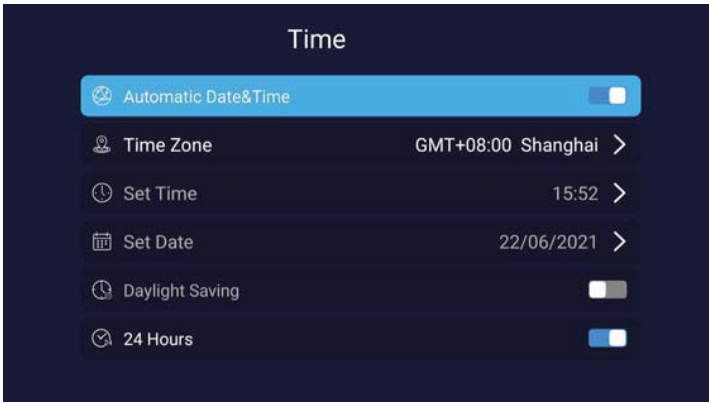 Time
Automatic Date&Time
Time Zone GMT+08:00 Shanghai
Set Time 15:52
Set Date 22/06/2021
Daylight Saving
24 Hours